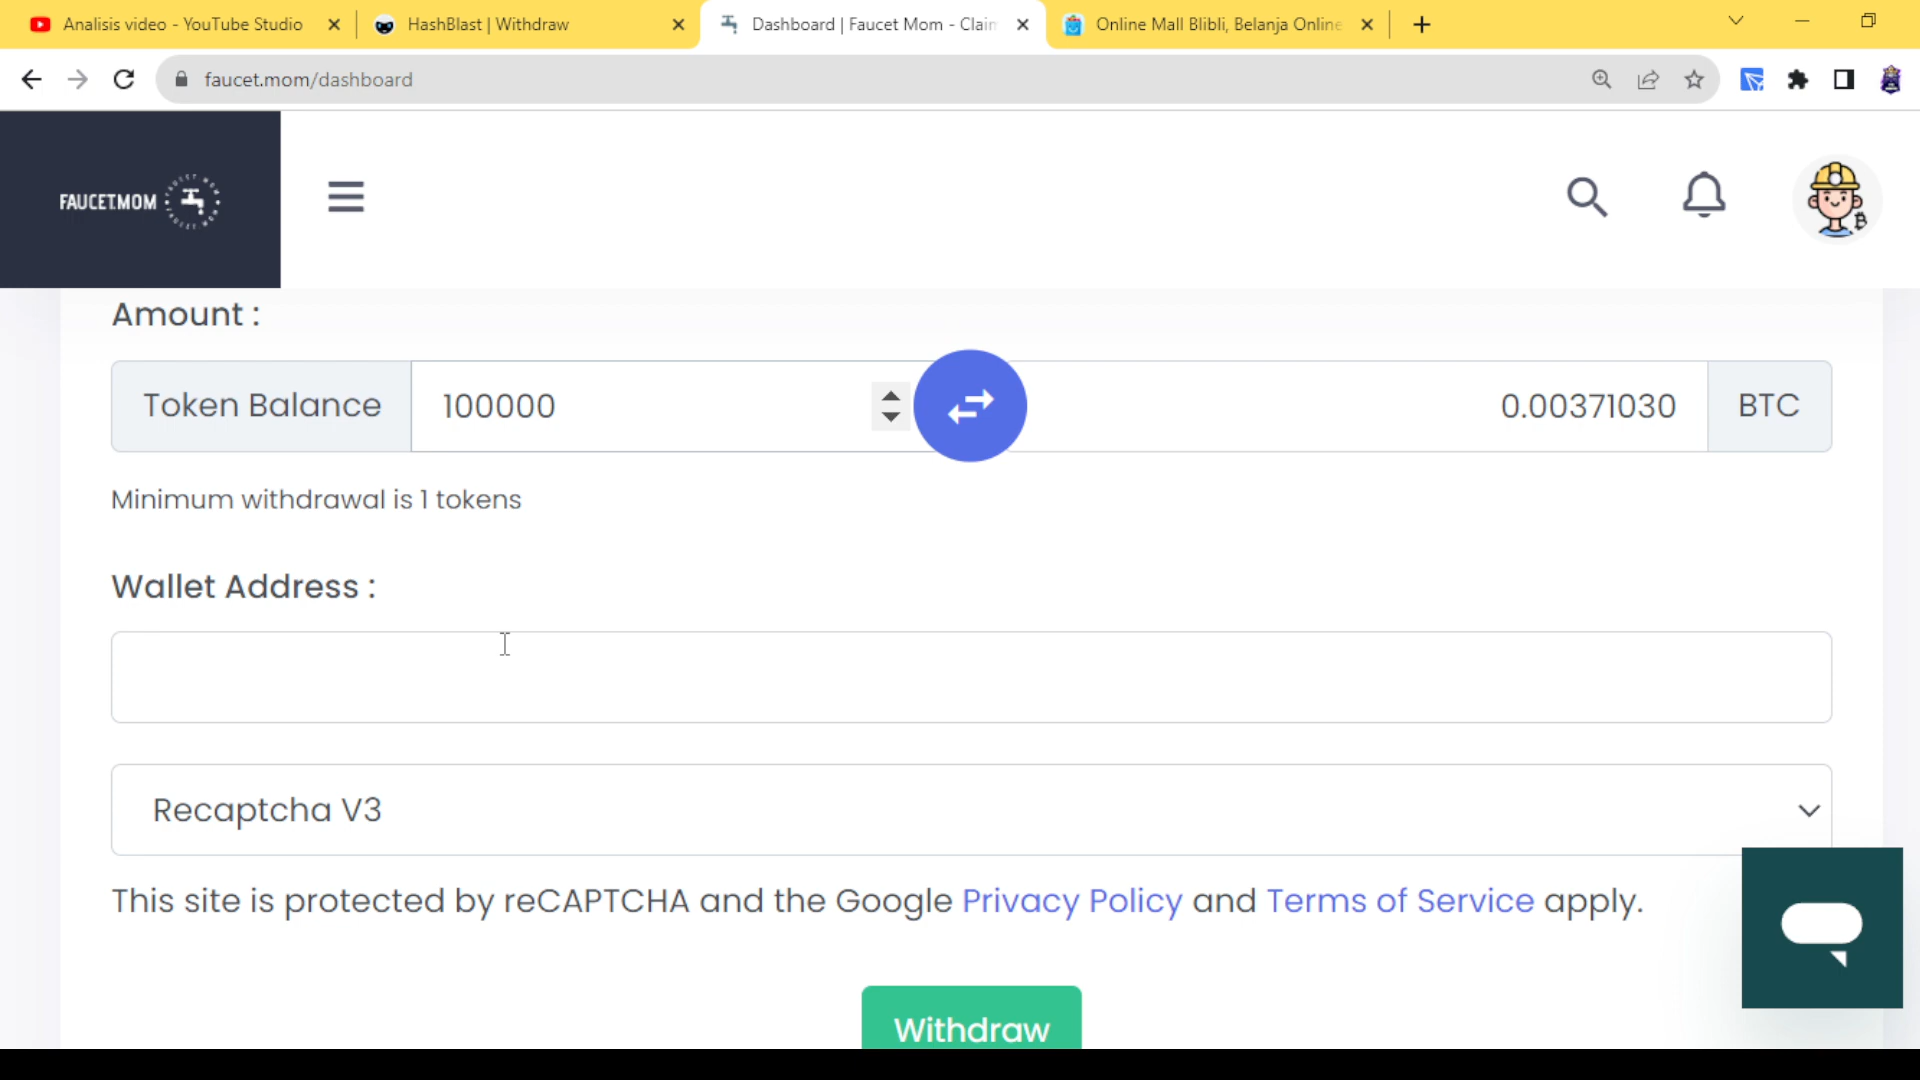 Analisis video - YouTube Studio
HashBlast | Withdraw
Dashboard | Faucet Mom - Clain
Online Mall Blibli, Belanja Online
faucet.mom/dashboard
FAUCETMOM
Amount :
Token Balance 100000 0.00371030 BTC
Minimum withdrawal is 1 tokens
Wallet Address :
Recaptcha V3
This site is protected by reCAPTCHA and the Google Privacy Policy and Terms of Service apply.
Withdraw